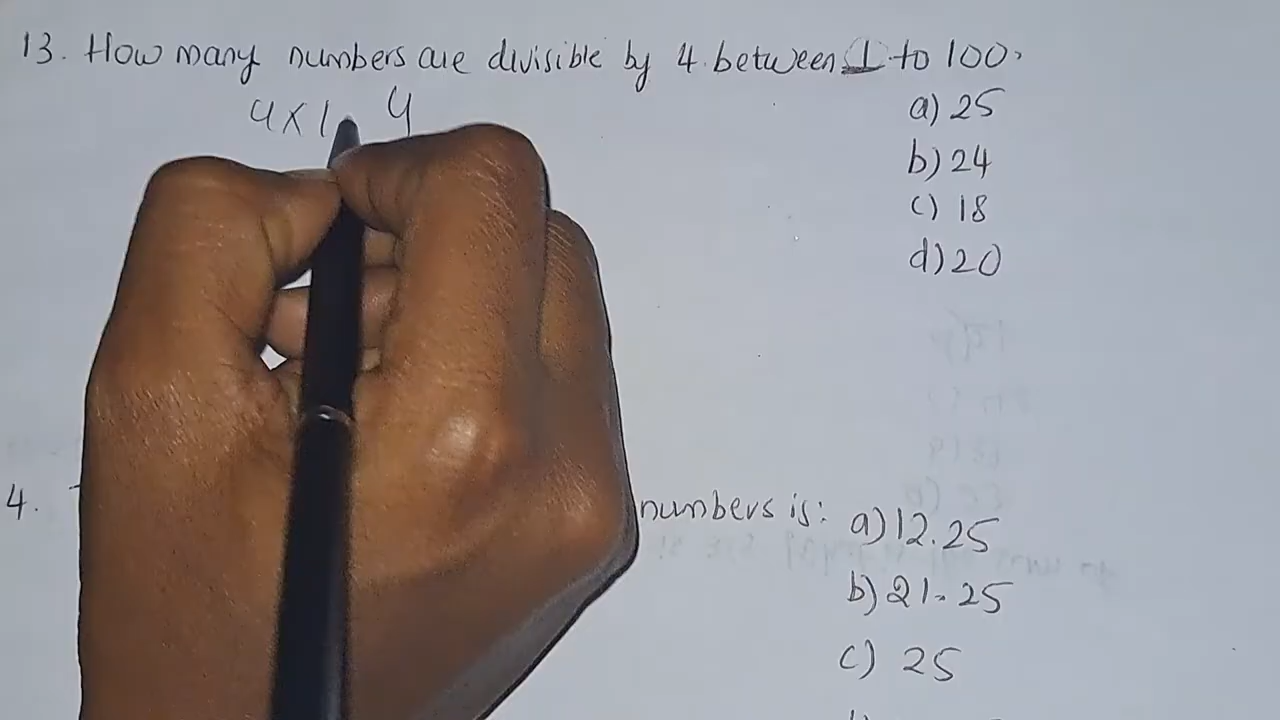 13. How many numbers are divisible by 4 between 1 to 100.
4 x 1 4
a) 25
b) 24
c) 18
d) 20
4. numbers is:
a) 12.25
b) 21.25
c) 25